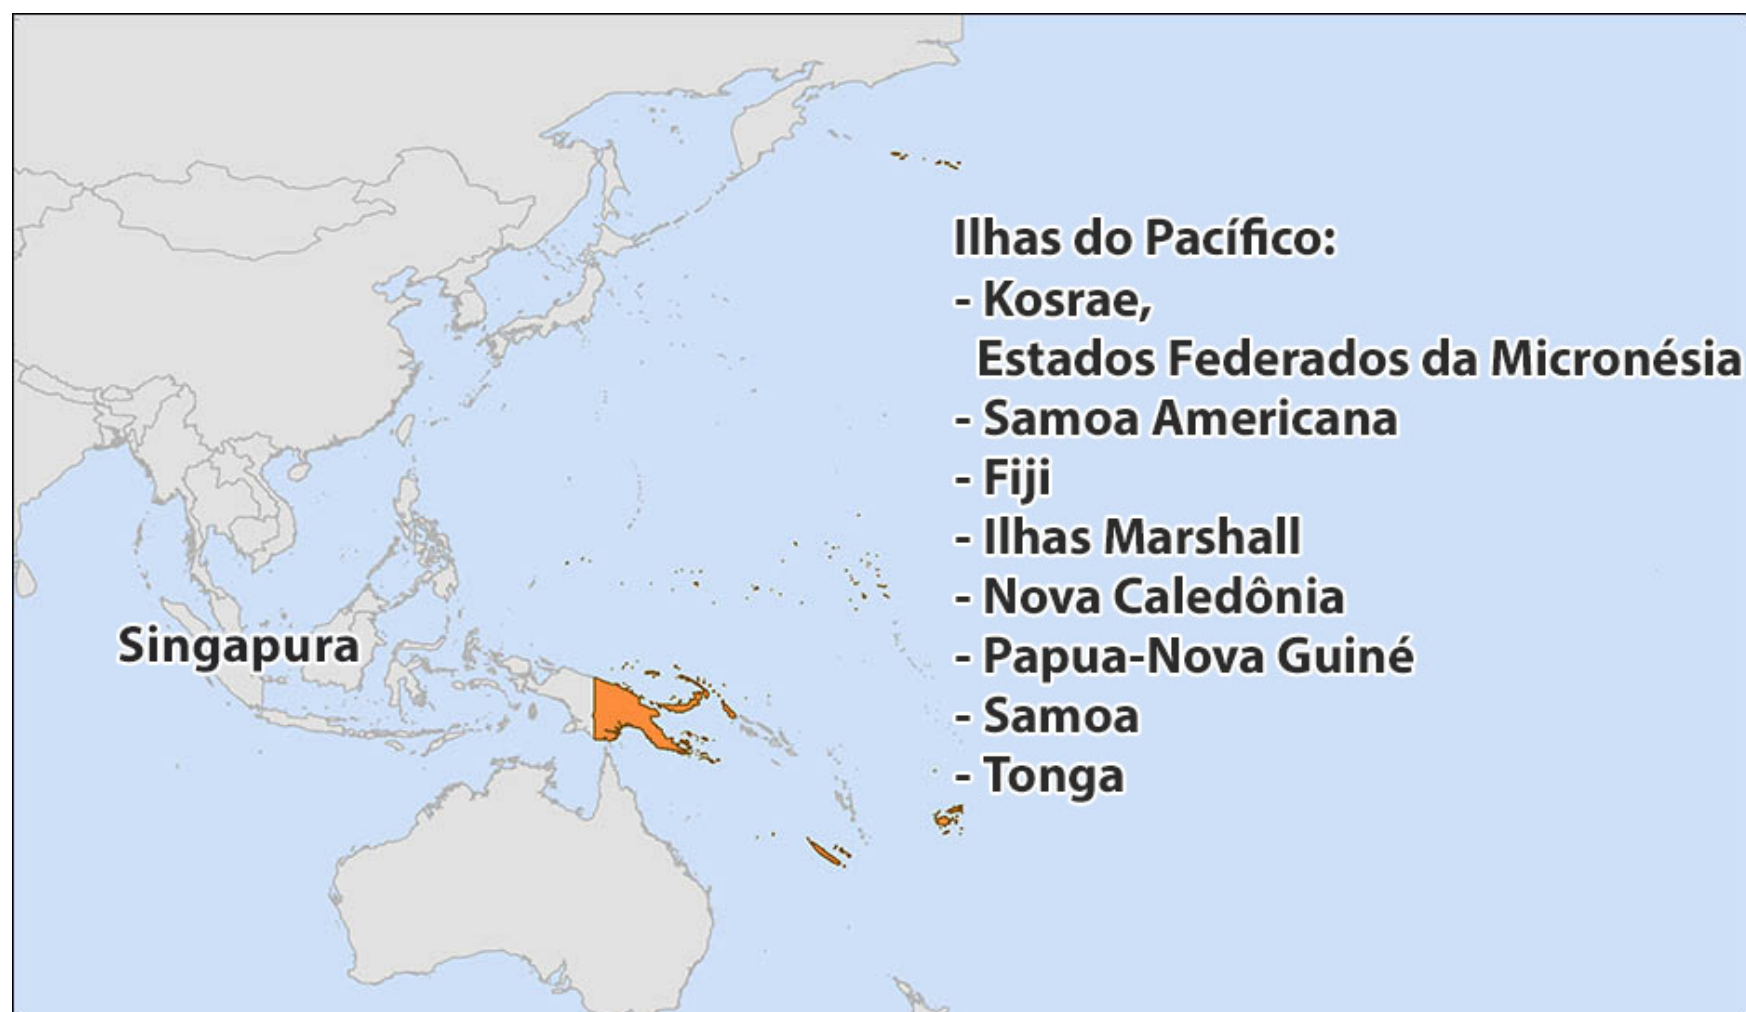 Ilhas do Pacífico:
- Kosrae,
Estados Federados da Micronésia
- Samoa Americana
- Fiji
- Ilhas Marshall
- Nova Caledônia
- Papua-Nova Guiné
- Samoa
- Tonga
Singapura